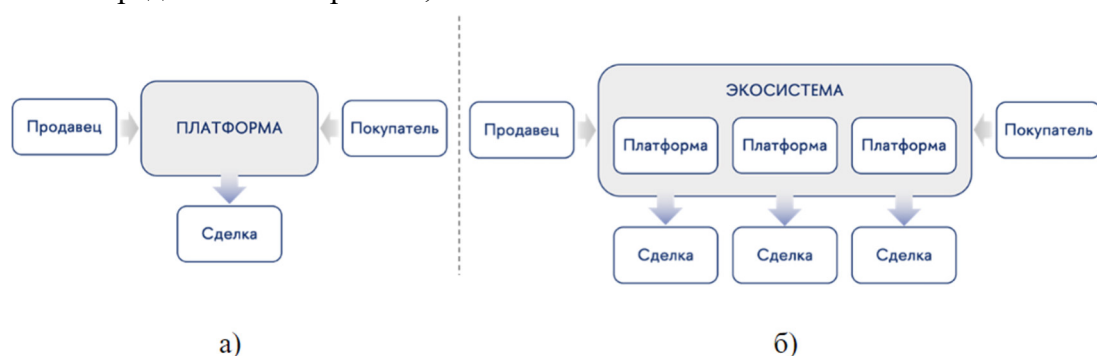 ЭКОСИСТЕМА
Продавец
ПЛАТФОРМА
Покупатель
Продавец
Платформа
Платформа
Платформа
Покупатель
Сделка
Сделка
Сделка
Сделка
а)
б)